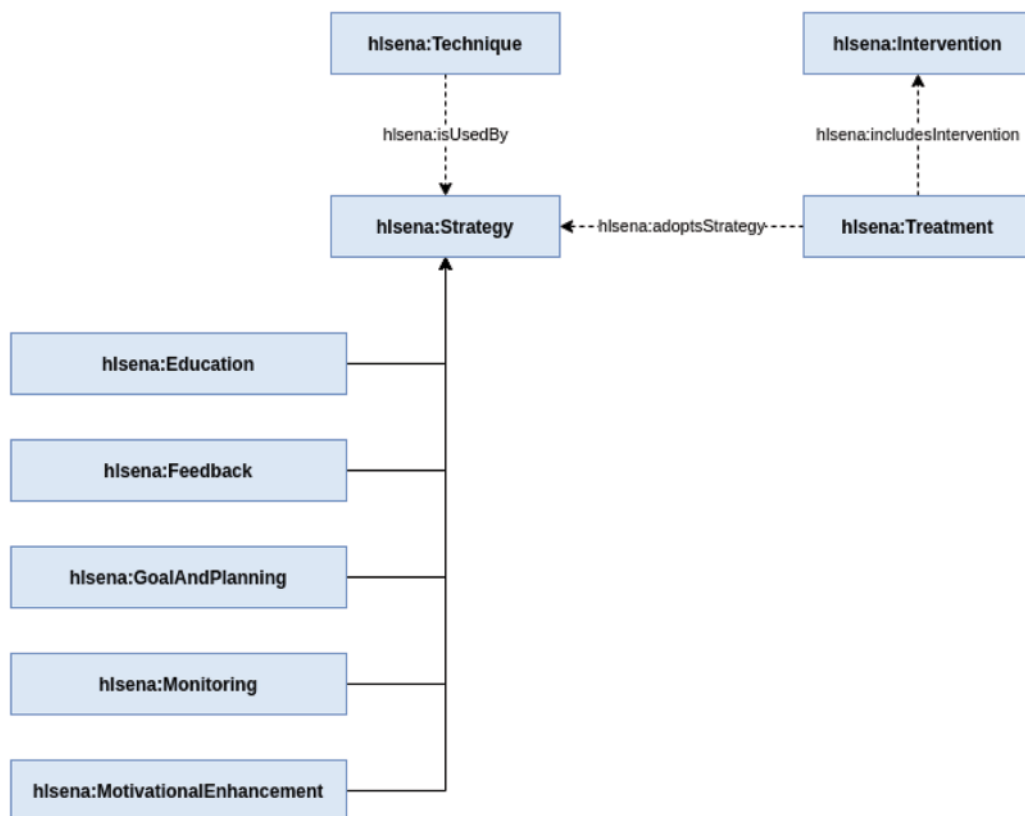 hlsena:Technique
hlsena:Intervention
hlsena:isUsedBy
hlsena:includesIntervention
hlsena:Strategy
hlsena:adoptsStrategy
hlsena:Treatment
hlsena:Education
hlsena:Feedback
hlsena:GoalAndPlanning
hlsena:Monitoring
hlsena:MotivationalEnhancement